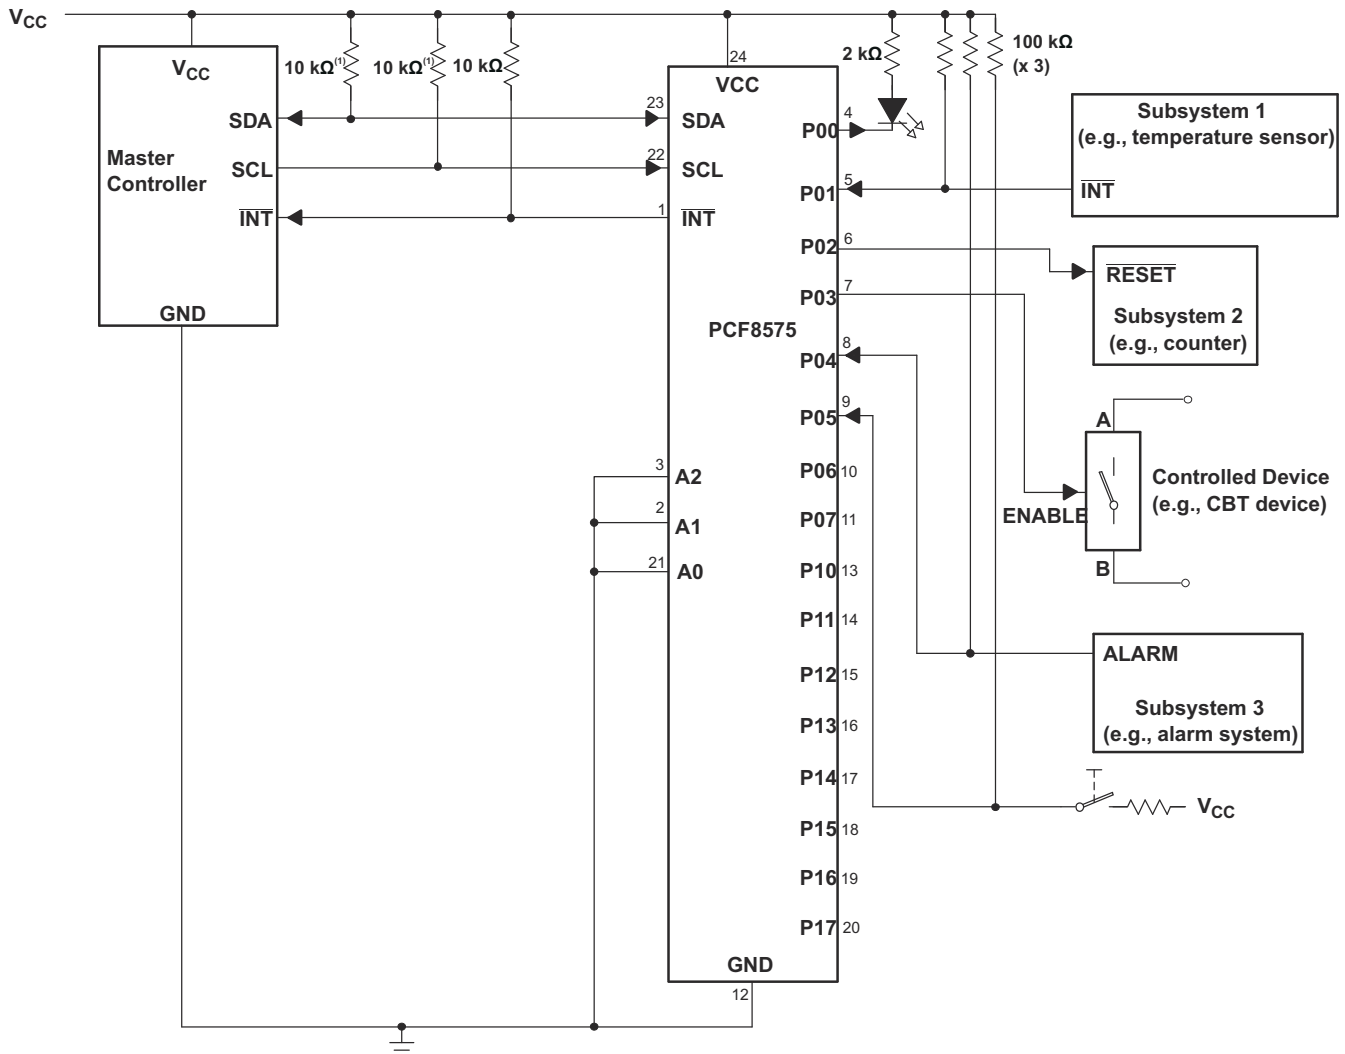 VCC
VCC
Master
Controller
SDA
SCL
INT
GND
10 kΩ(1)
10 kΩ(1)
10 kΩ
24
VCC
23
SDA
22
SCL
1
INT
PCF8575
3
A2
2
A1
21
A0
GND
12
P00
4
P01
5
P02
6
P03
7
P04
8
P05
9
P06
10
P07
11
P10
13
P11
14
P12
15
P13
16
P14
17
P15
18
P16
19
P17
20
2 kΩ
100 kΩ
(x 3)
Subsystem 1
(e.g., temperature sensor)
INT
RESET
Subsystem 2
(e.g., counter)
A
Controlled Device
(e.g., CBT device)
ENABLE
B
ALARM
Subsystem 3
(e.g., alarm system)
VCC